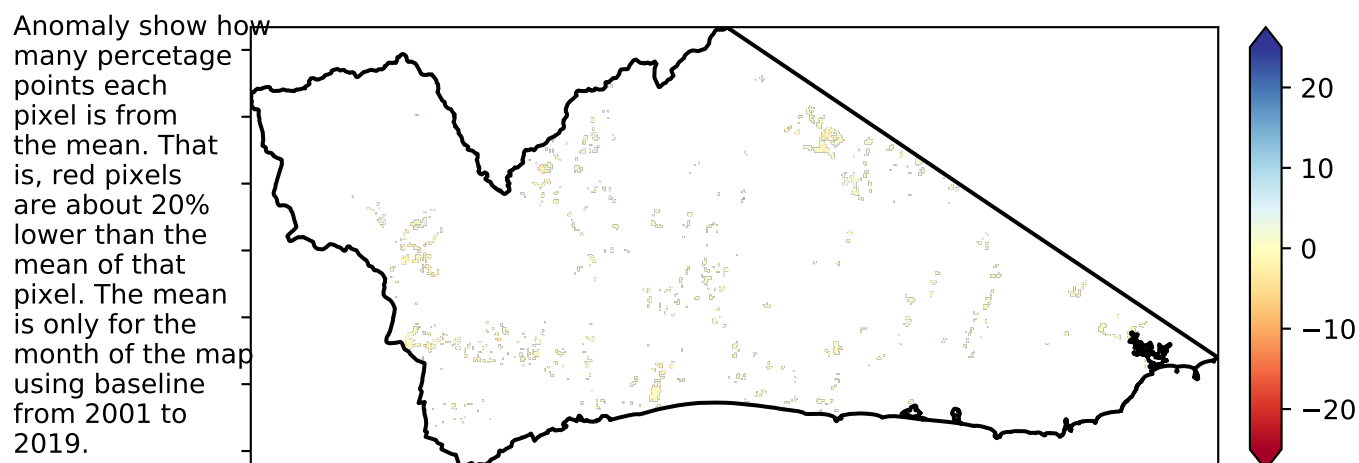 Anomaly show how
many percetage
points each
pixel is from
the mean. That
is, red pixels
are about 20%
lower than the
mean of that
pixel. The mean
is only for the
month of the map
using baseline
from 2001 to
2019.
20
10
0
−10
−20